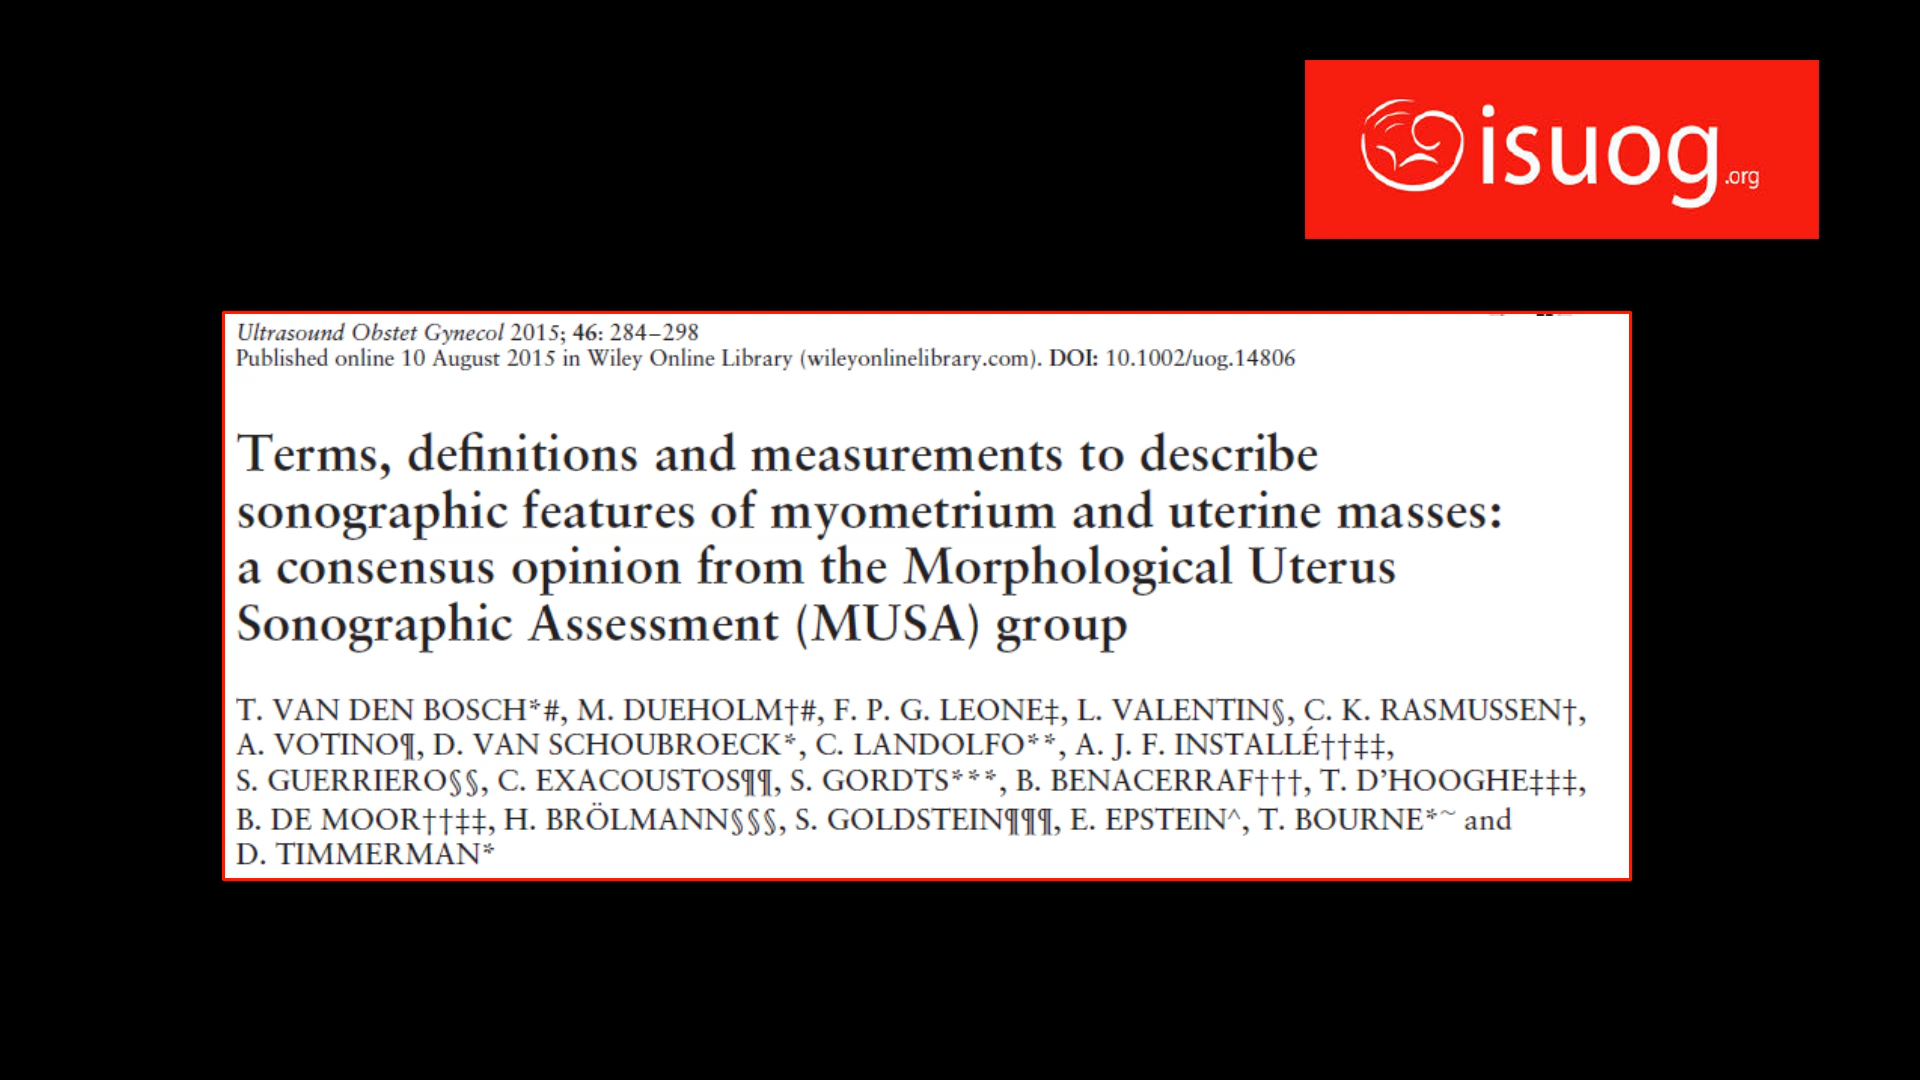 isuog.org
Ultrasound Obstet Gynecol 2015; 46: 284–298
Published online 10 August 2015 in Wiley Online Library (wileyonlinelibrary.com). DOI: 10.1002/uog.14806
Terms, definitions and measurements to describe
sonographic features of myometrium and uterine masses:
a consensus opinion from the Morphological Uterus
Sonographic Assessment (MUSA) group
T. VAN DEN BOSCH*#, M. DUEHOLM†#, F. P. G. LEONE‡, L. VALENTIN§, C. K. RASMUSSEN†,
A. VOTINO¶, D. VAN SCHOUBROECK*, C. LANDOLFO**, A. J. F. INSTALLÉ††‡‡,
S. GUERRIERO§§, C. EXACOUSTOS¶¶, S. GORDTS***, B. BENACERRAF†††, T. D’HOOGHE‡‡‡,
B. DE MOOR††‡‡, H. BRÖLMANN§§§, S. GOLDSTEIN¶¶¶, E. EPSTEIN^, T. BOURNE*~ and
D. TIMMERMAN*